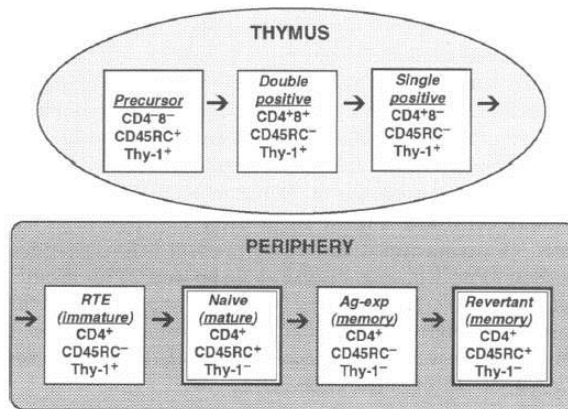 THYMUS
Precursor
CD4⁻8⁻
CD45RC⁺
Thy-1⁺
Double
positive
CD4⁺8⁺
CD45RC⁻
Thy-1⁺
Single
positive
CD4⁺8⁻
CD45RC⁻
Thy-1⁺
PERIPHERY
RTE
(immature)
CD4⁺
CD45RC⁻
Thy-1⁺
Naive
(mature)
CD4⁺
CD45RC⁺
Thy-1⁻
Ag-exp
(memory)
CD4⁺
CD45RC⁻
Thy-1⁻
Revertant
(memory)
CD4⁺
CD45RC⁺
Thy-1⁻